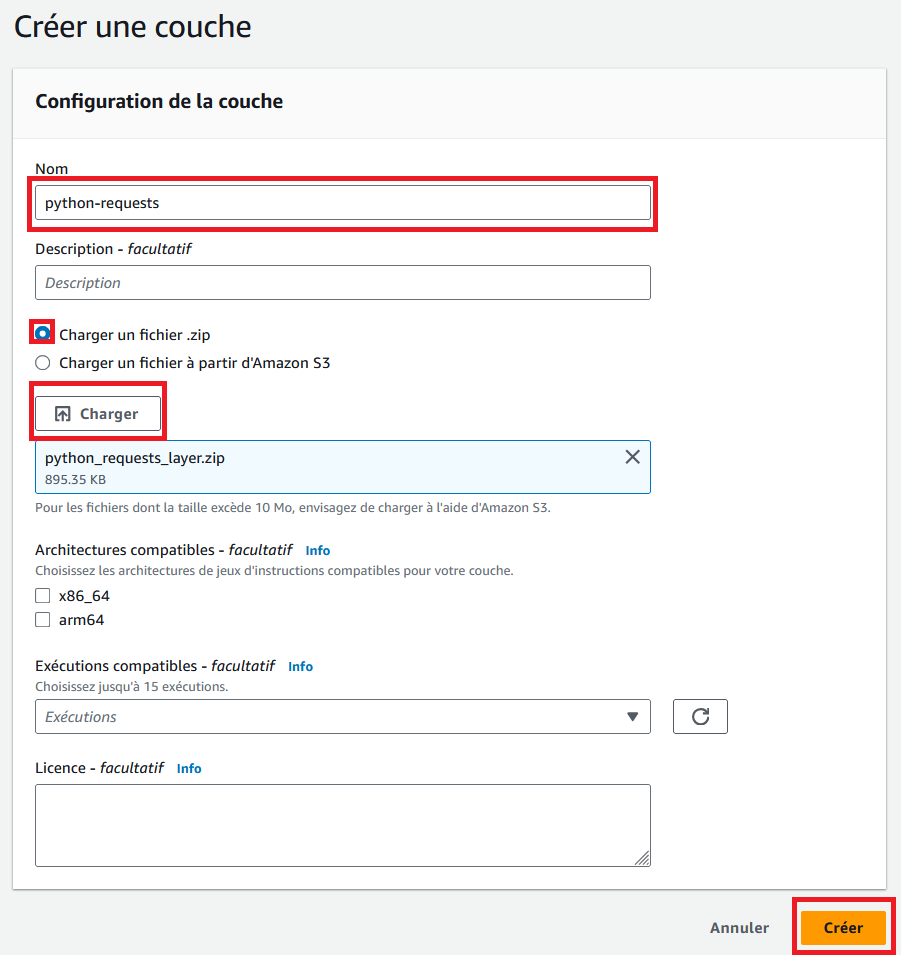 Créer une couche
Configuration de la couche
Nom
python-requests
Description - facultatif
Description
Charger un fichier .zip
Charger un fichier à partir d'Amazon S3
Charger
python_requests_layer.zip
895.35 KB
Pour les fichiers dont la taille excède 10 Mo, envisagez de charger à l'aide d'Amazon S3.
Architectures compatibles - facultatif Info
Choisissez les architectures de jeux d'instructions compatibles pour votre couche.
x86_64
arm64
Exécutions compatibles - facultatif Info
Choisissez jusqu'à 15 exécutions.
Exécutions
Licence - facultatif Info
Annuler Créer